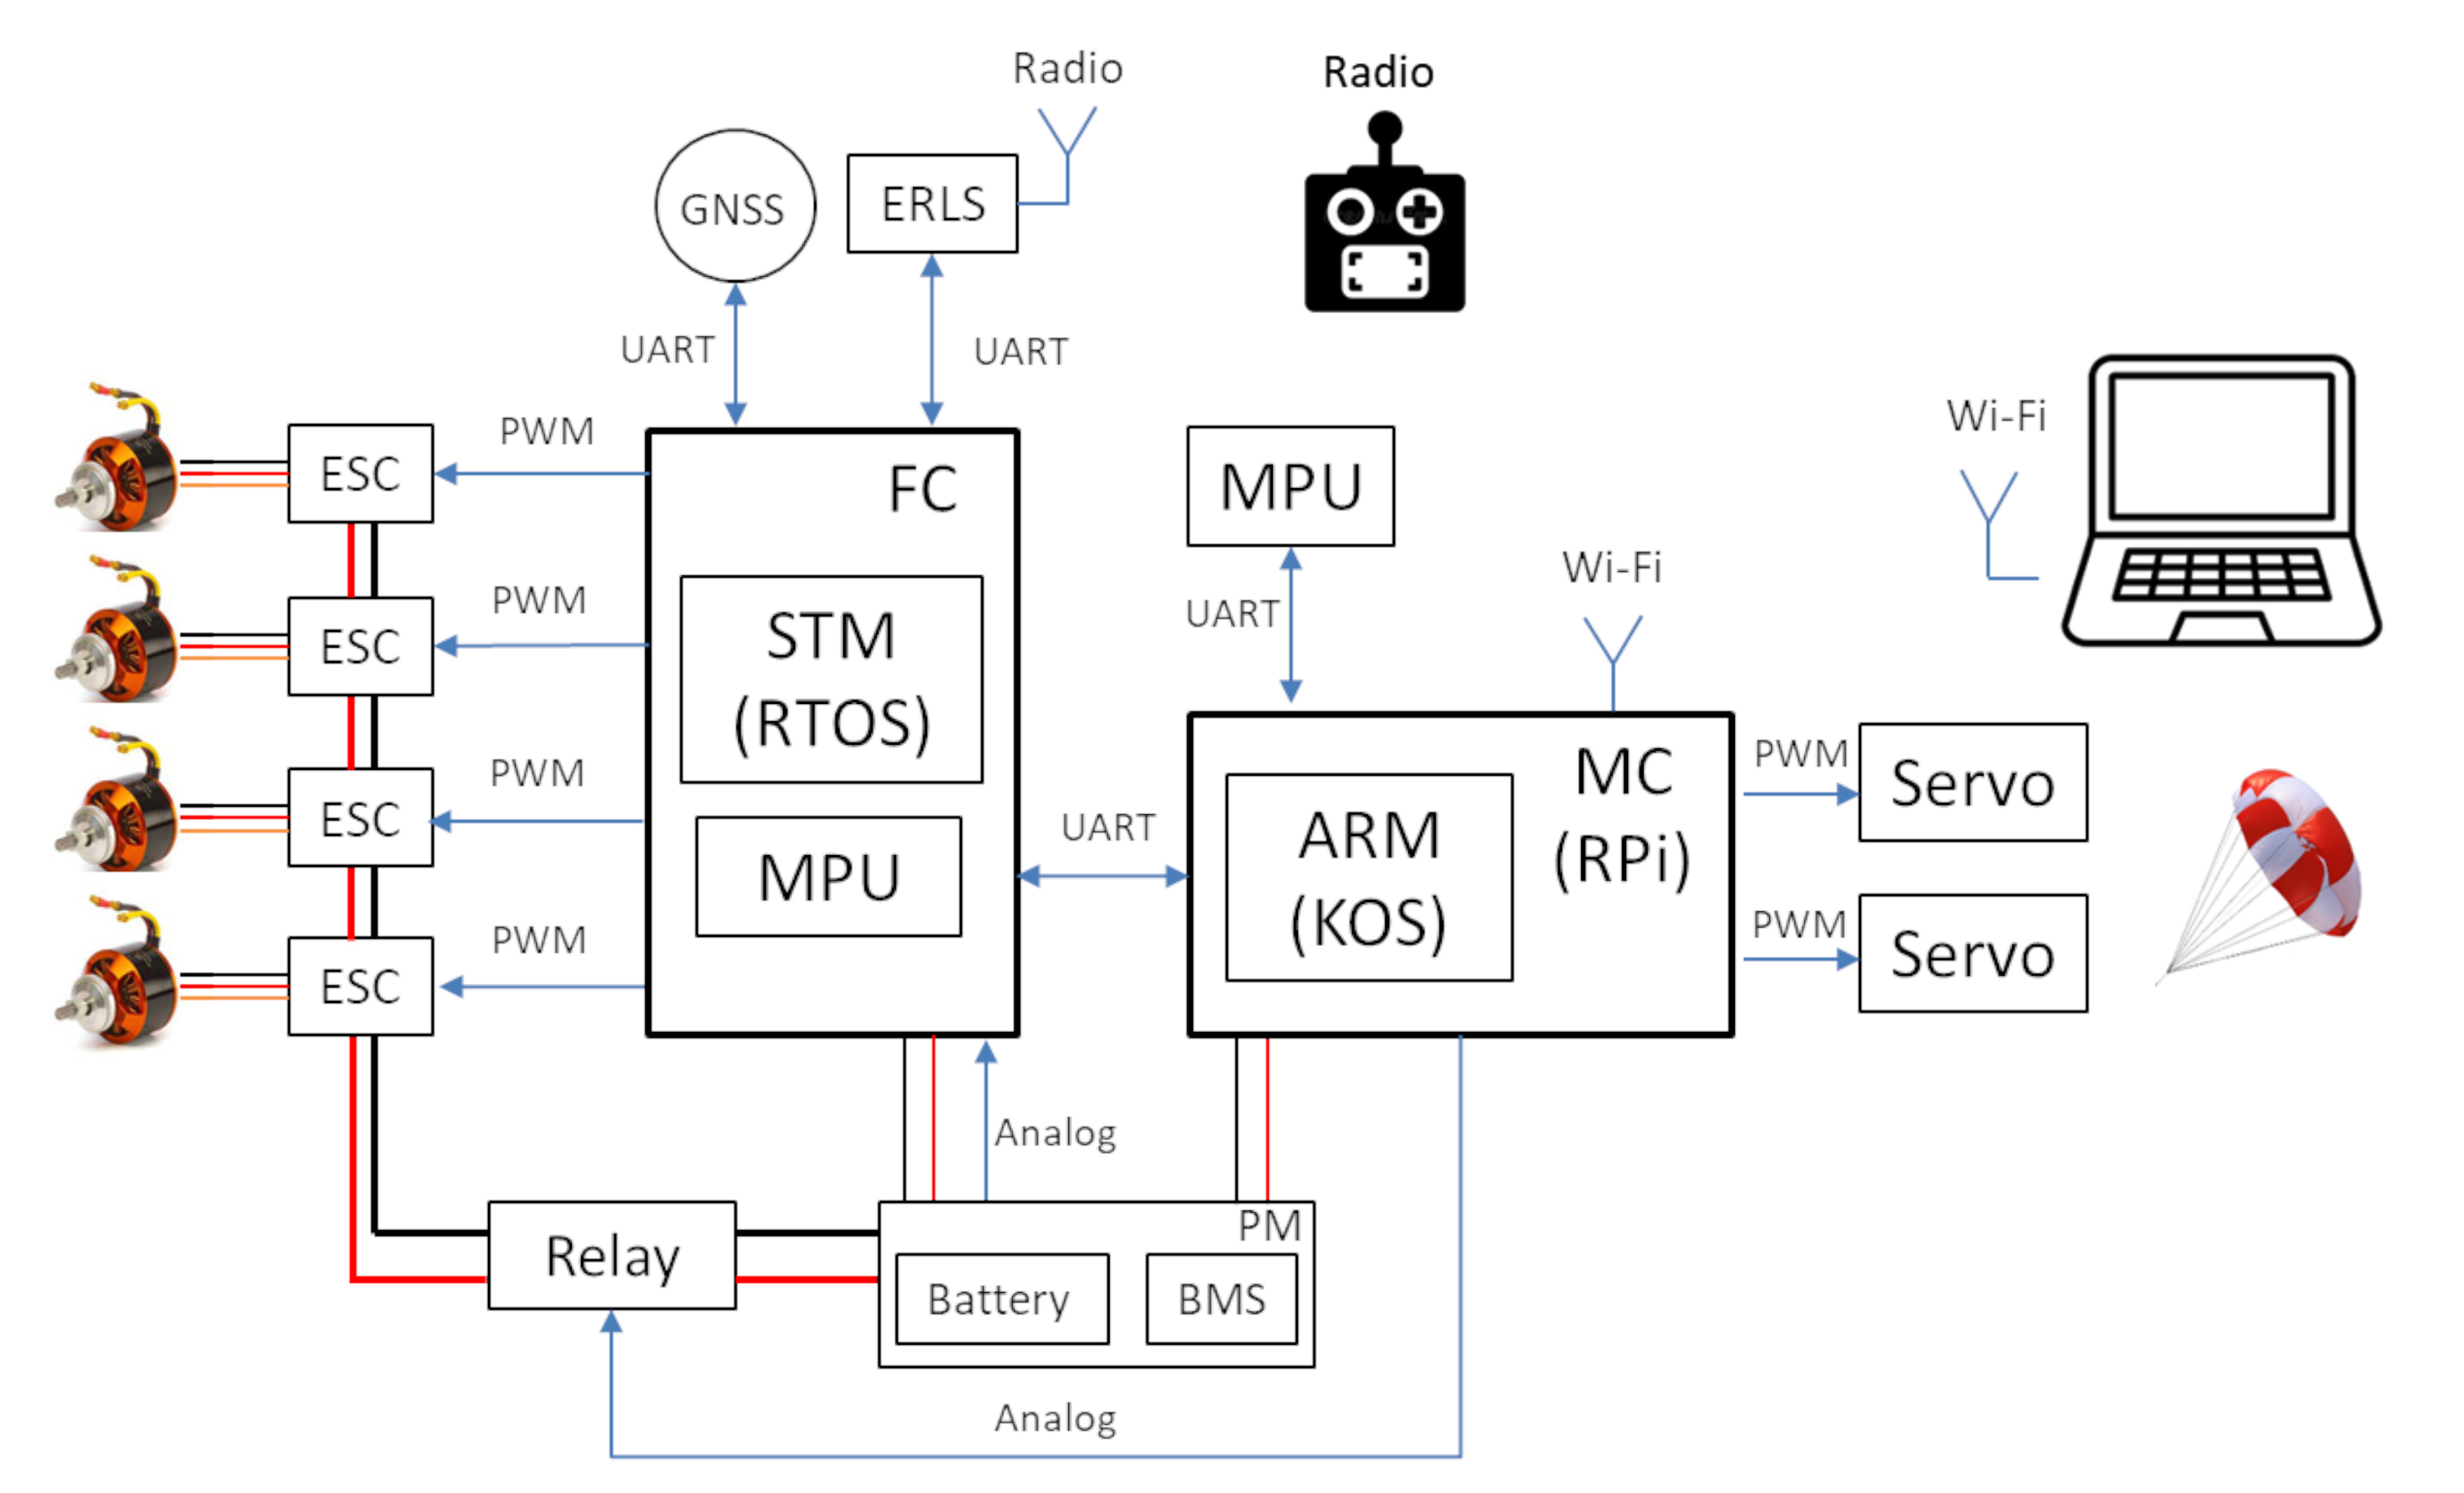 Radio
Radio
GNSS
ERLS
UART
UART
Wi-Fi
PWM
ESC
FC
MPU
Wi-Fi
PWM
ESC
STM
(RTOS)
UART
PWM
ESC
MPU
UART
MC
(RPi)
ARM
(KOS)
PWM
Servo
PWM
ESC
PWM
Servo
Analog
Relay
PM
Battery
BMS
Analog